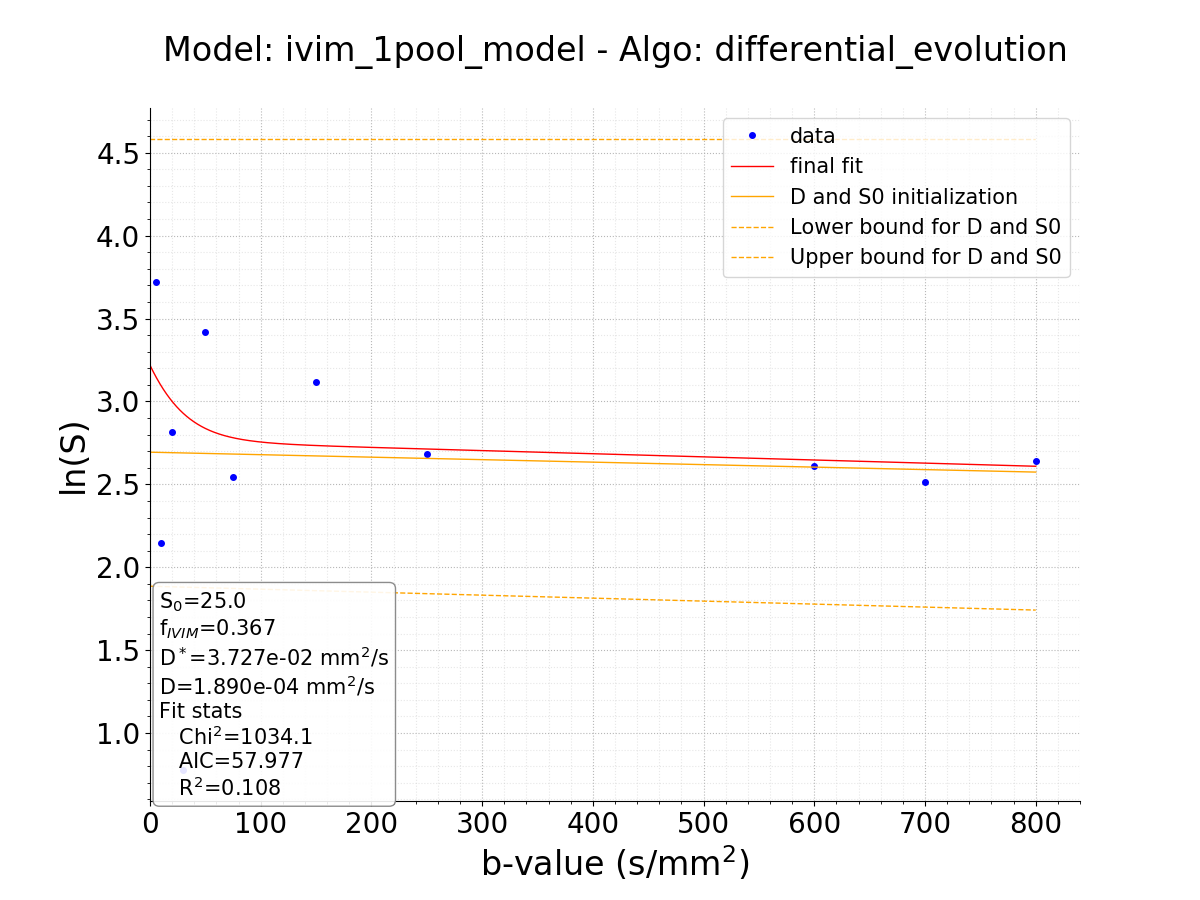 Model: ivim_1pool_model - Algo: differential_evolution
data
final fit
D and S0 initialization
Lower bound for D and S0
Upper bound for D and S0
4.5
4.0
3.5
3.0
2.5
2.0
1.5
1.0
ln(S)
S₀=25.0
f_IVIM=0.367
D*=3.727e-02 mm²/s
D=1.890e-04 mm²/s
Fit stats
Chi²=1034.1
AIC=57.977
R²=0.108
0 100 200 300 400 500 600 700 800
b-value (s/mm²)